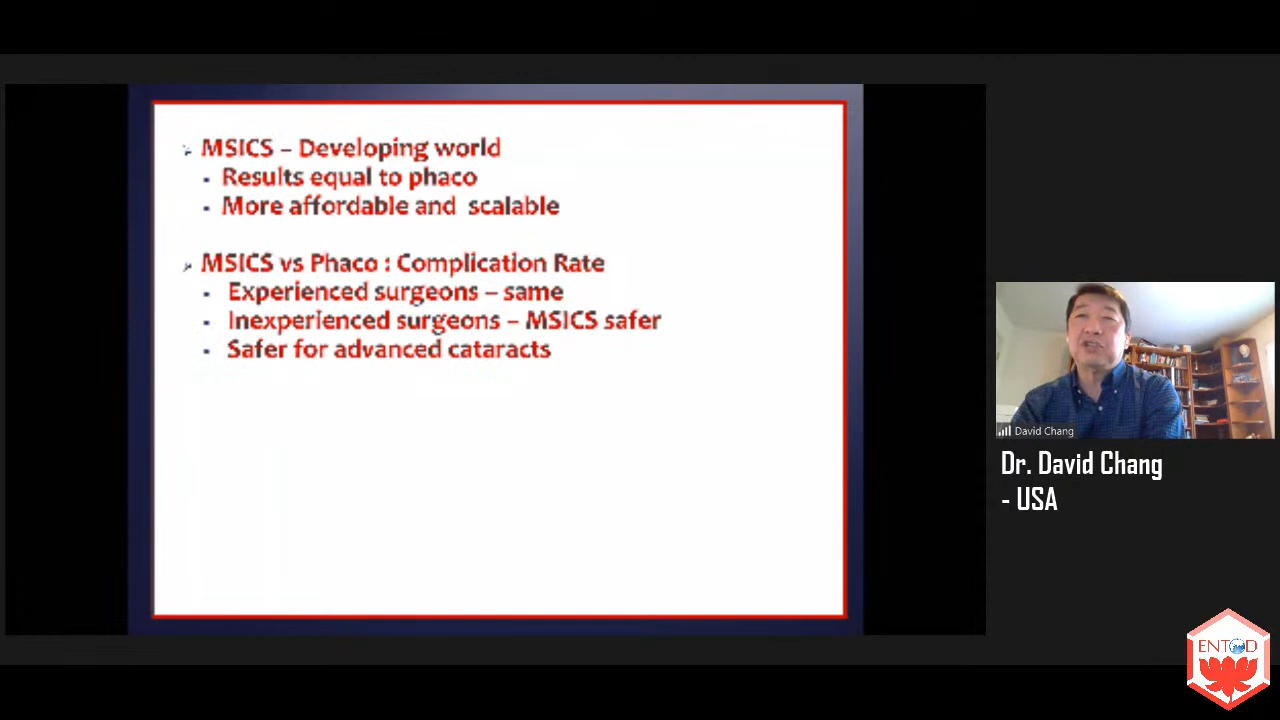 MSICS – Developing world
Results equal to phaco
More affordable and scalable
MSICS vs Phaco : Complication Rate
Experienced surgeons – same
Inexperienced surgeons – MSICS safer
Safer for advanced cataracts
David Chang
Dr. David Chang
- USA
ENTOD